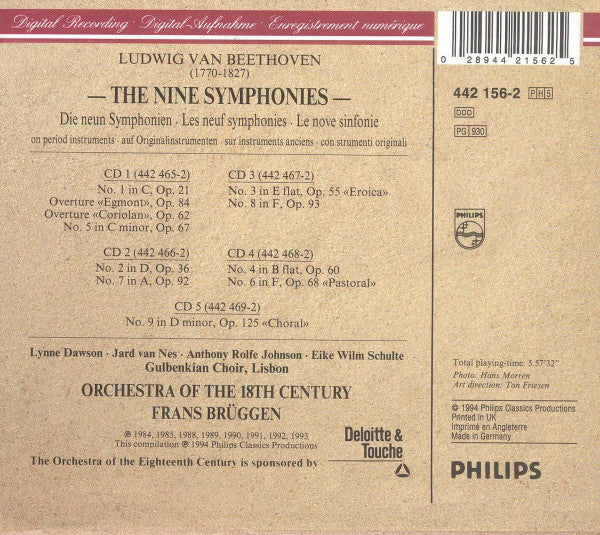 Digital Recording · Digital-Aufnahme · Enregistrement numérique
0 28944 21562 5
LUDWIG VAN BEETHOVEN
(1770-1827)
— THE NINE SYMPHONIES —
Die neun Symphonien · Les neuf symphonies · Le nove sinfonie
on period instruments · auf Originalinstrumenten · sur instruments anciens · con strumenti originali
442 156-2 PHS
DDD
PG 930
CD 1 (442 465-2)
No. 1 in C, Op. 21
Overture «Egmont», Op. 84
Overture «Coriolan», Op. 62
No. 5 in C minor, Op. 67
CD 3 (442 467-2)
No. 3 in E flat, Op. 55 «Eroica»
No. 8 in F, Op. 93
CD 2 (442 466-2)
No. 2 in D, Op. 36
No. 7 in A, Op. 92
CD 4 (442 468-2)
No. 4 in B flat, Op. 60
No. 6 in F, Op. 68 «Pastoral»
CD 5 (442 469-2)
No. 9 in D minor, Op. 125 «Choral»
PHILIPS
Lynne Dawson · Jard van Nes · Anthony Rolfe Johnson · Eike Wilm Schulte
Gulbenkian Choir, Lisbon
ORCHESTRA OF THE 18TH CENTURY
FRANS BRÜGGEN
℗ 1984, 1985, 1988, 1989, 1990, 1991, 1992, 1993
This compilation ℗ 1994 Philips Classics Productions
The Orchestra of the Eighteenth Century is sponsored by
Deloitte &
Touche
Total playing-time: 5.57'32"
Photo: Hans Morren
Art direction: Ton Friesen
© 1994 Philips Classics Productions
Printed in UK
Imprimé en Angleterre
Made in Germany
PHILIPS